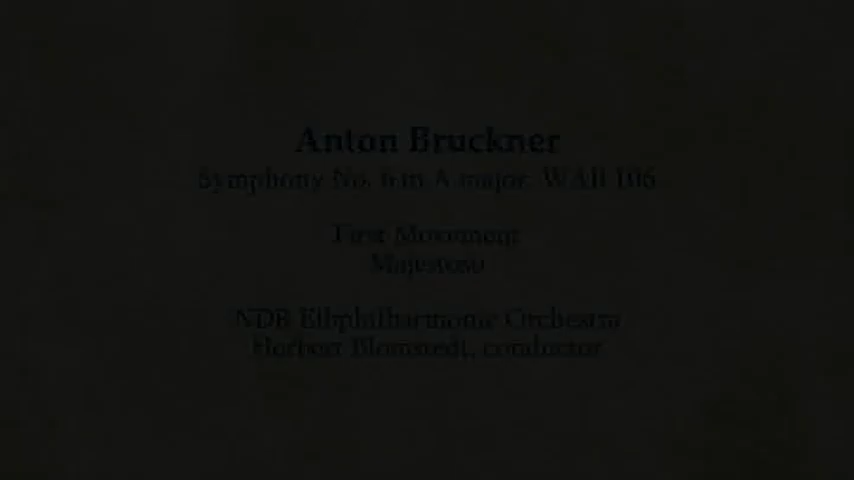 Anton Bruckner
Symphony No. 6 in A major, WAB 106
First Movement
Majestoso
NDR Elbphilharmonie Orchestra
Herbert Blomstedt, conductor